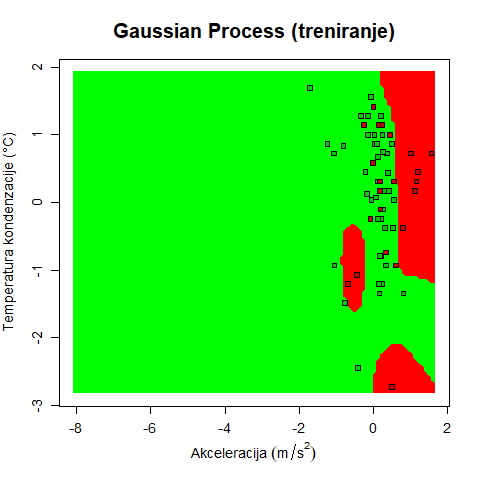 Gaussian Process (treniranje)
Temperatura kondenzacije (°C)
2
1
0
-1
-2
-3
-8 -6 -4 -2 0 2
Akceleracija (m/s²)